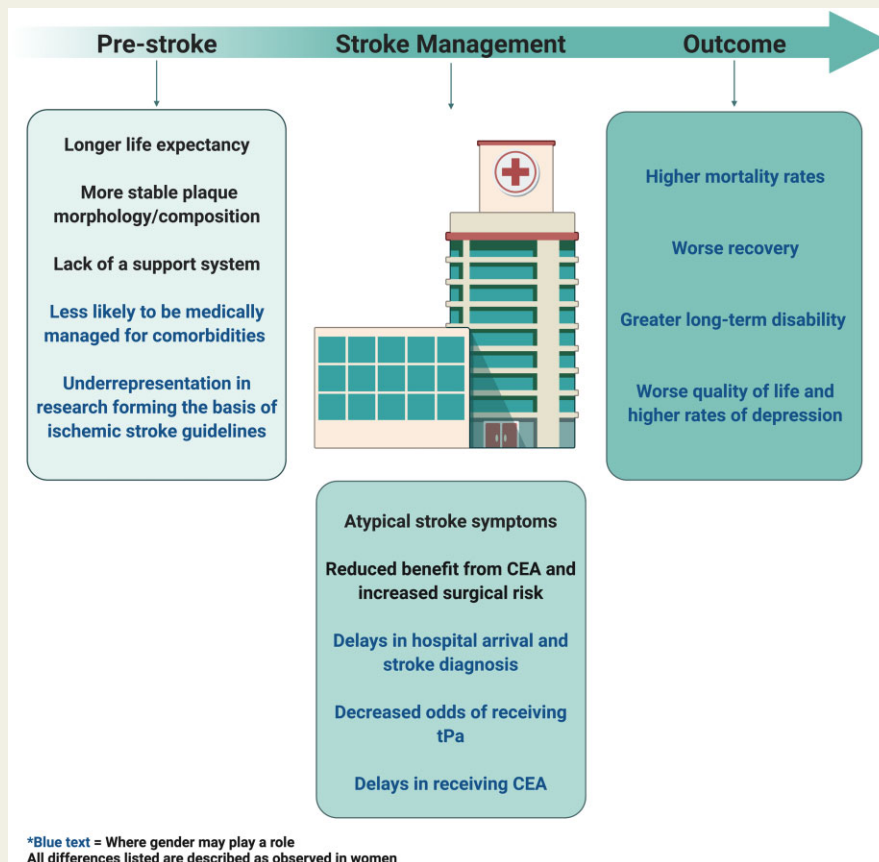 Pre-stroke
Stroke Management
Outcome
Longer life expectancy
More stable plaque
morphology/composition
Lack of a support system
Less likely to be medically
managed for comorbidities
Underrepresentation in
research forming the basis of
ischemic stroke guidelines
Atypical stroke symptoms
Reduced benefit from CEA and
increased surgical risk
Delays in hospital arrival and
stroke diagnosis
Decreased odds of receiving
tPa
Delays in receiving CEA
Higher mortality rates
Worse recovery
Greater long-term disability
Worse quality of life and
higher rates of depression
*Blue text = Where gender may play a role
All differences listed are described as observed in women